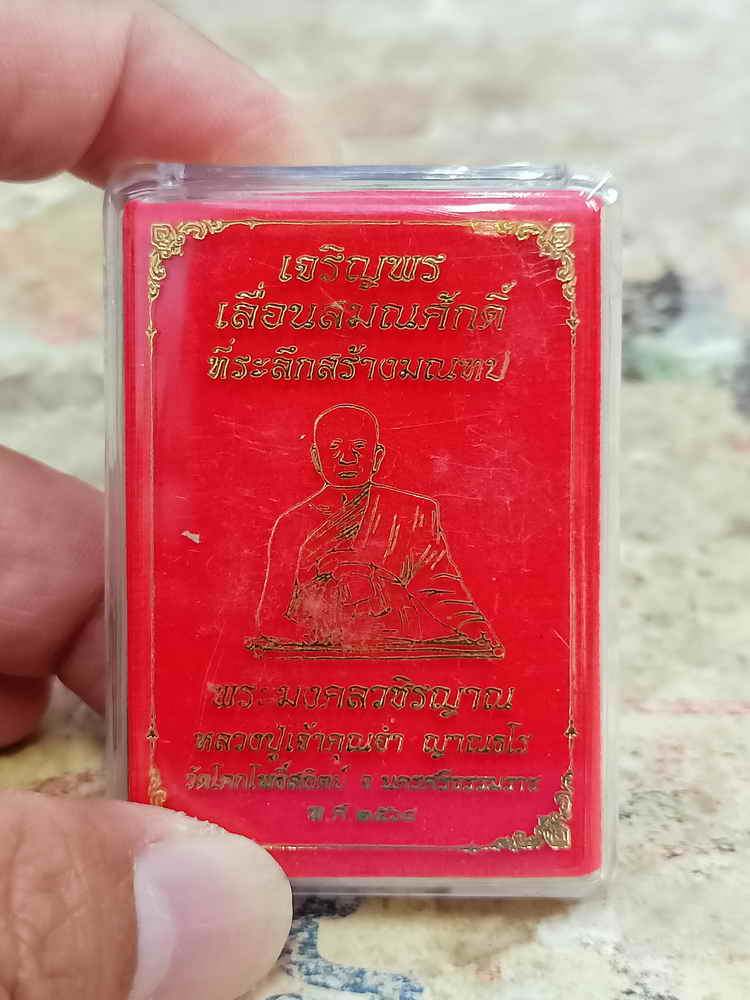 เจริญพร
เลื่อนสมณศักดิ์
ที่ระลึกสร้างมณฑป
พระมงคลวชิรญาณ
หลวงปู่เจ้าคุณจำ ญาณธโร
วัดโคกโพธิ์สถิตย์ จ.นครศรีธรรมราช
พ.ศ.๒๕๖๘